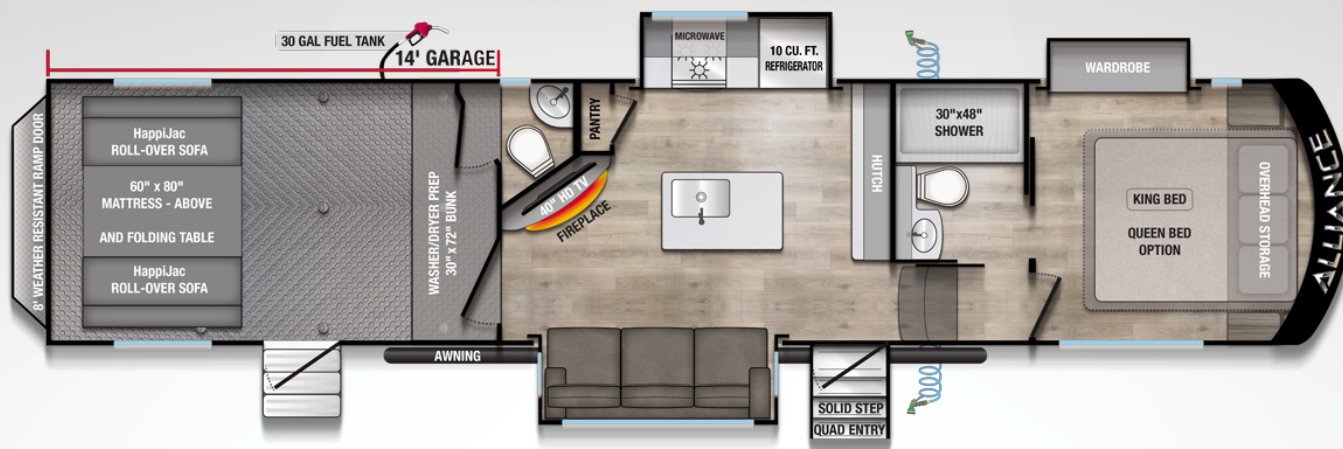 30 GAL FUEL TANK
14' GARAGE
8' WEATHER RESISTANT RAMP DOOR
HappiJac
ROLL-OVER SOFA
60" x 80"
MATTRESS - ABOVE
AND FOLDING TABLE
HappiJac
ROLL-OVER SOFA
WASHER/DRYER PREP
30" x 72" BUNK
PANTRY
40" HD TV
FIREPLACE
MICROWAVE
10 CU. FT.
REFRIGERATOR
HUTCH
30"x48"
SHOWER
WARDROBE
KING BED
QUEEN BED
OPTION
OVERHEAD STORAGE
ALLIANCE
AWNING
SOLID STEP
QUAD ENTRY